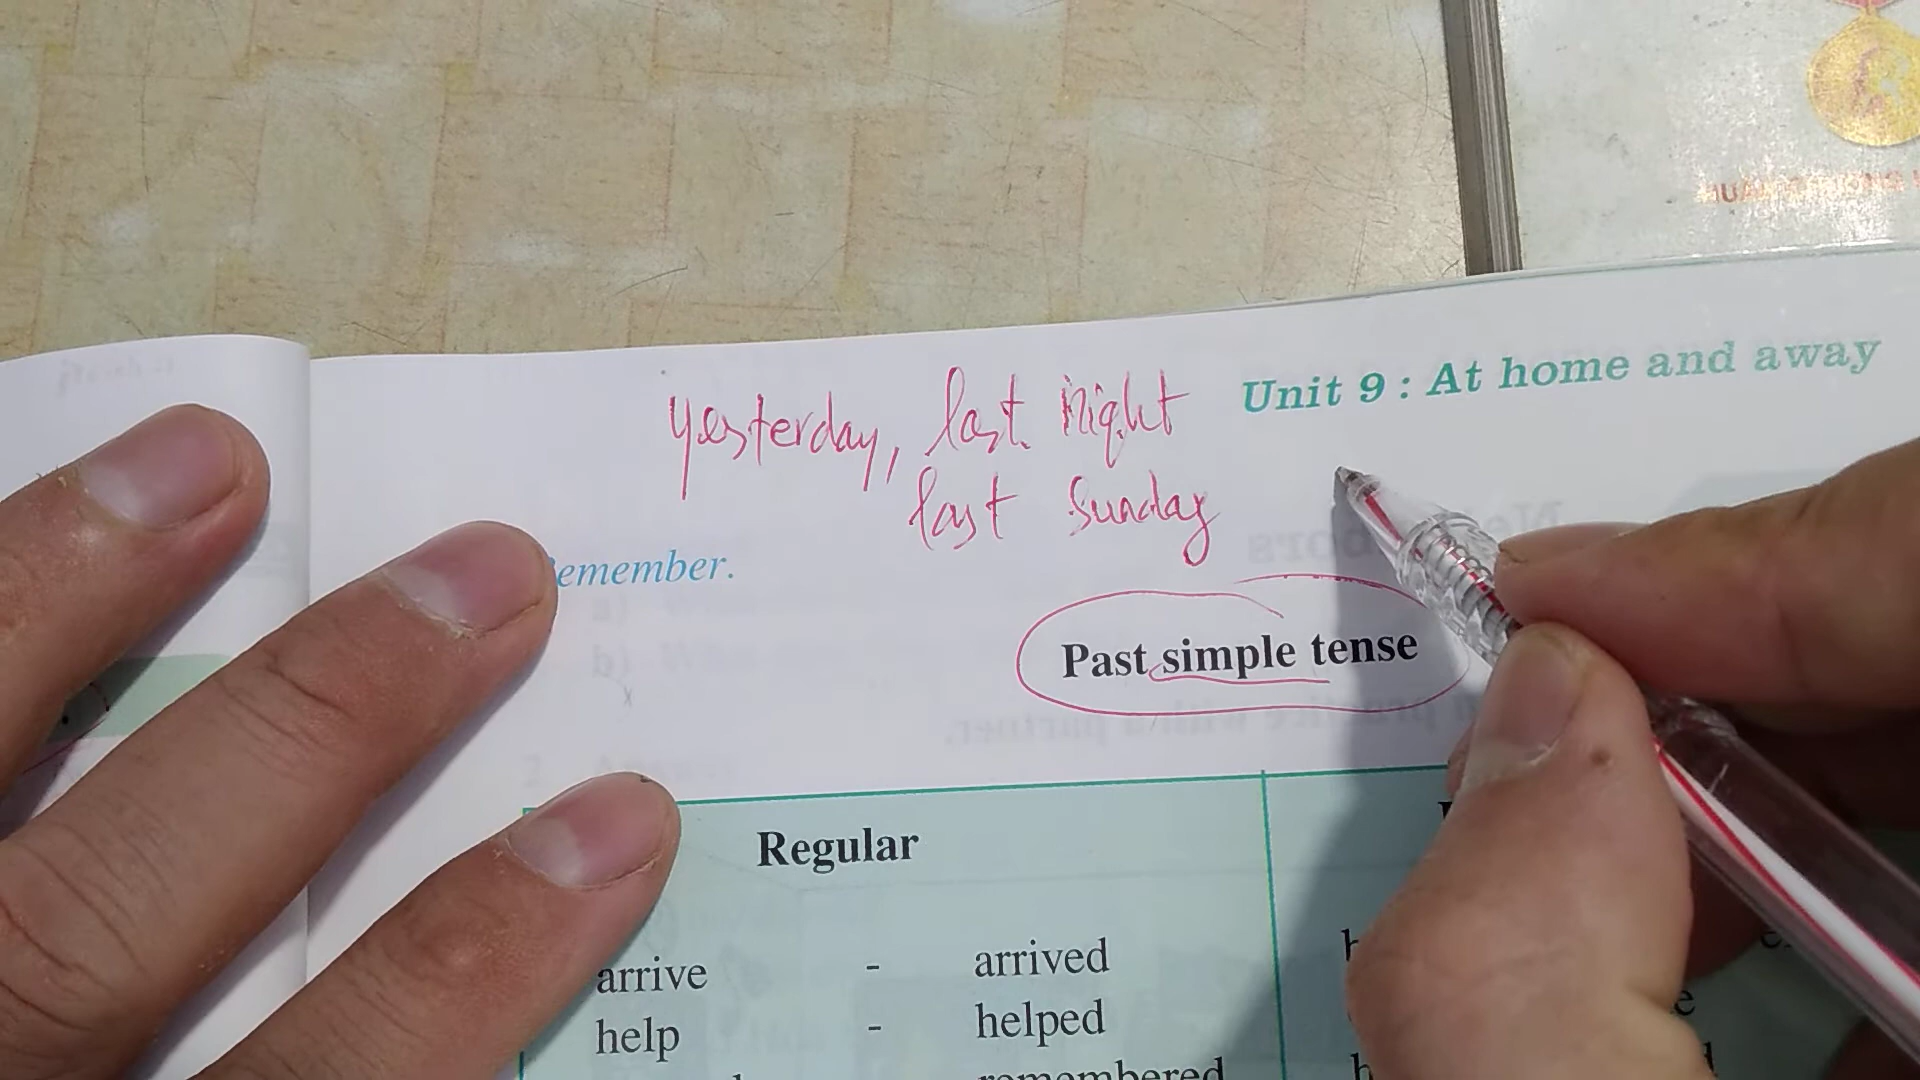 Unit 9 : At home and away
yesterday, last night
last Sunday
emember.
Past simple tense
Regular
arrive - arrived
help - helped
remembered